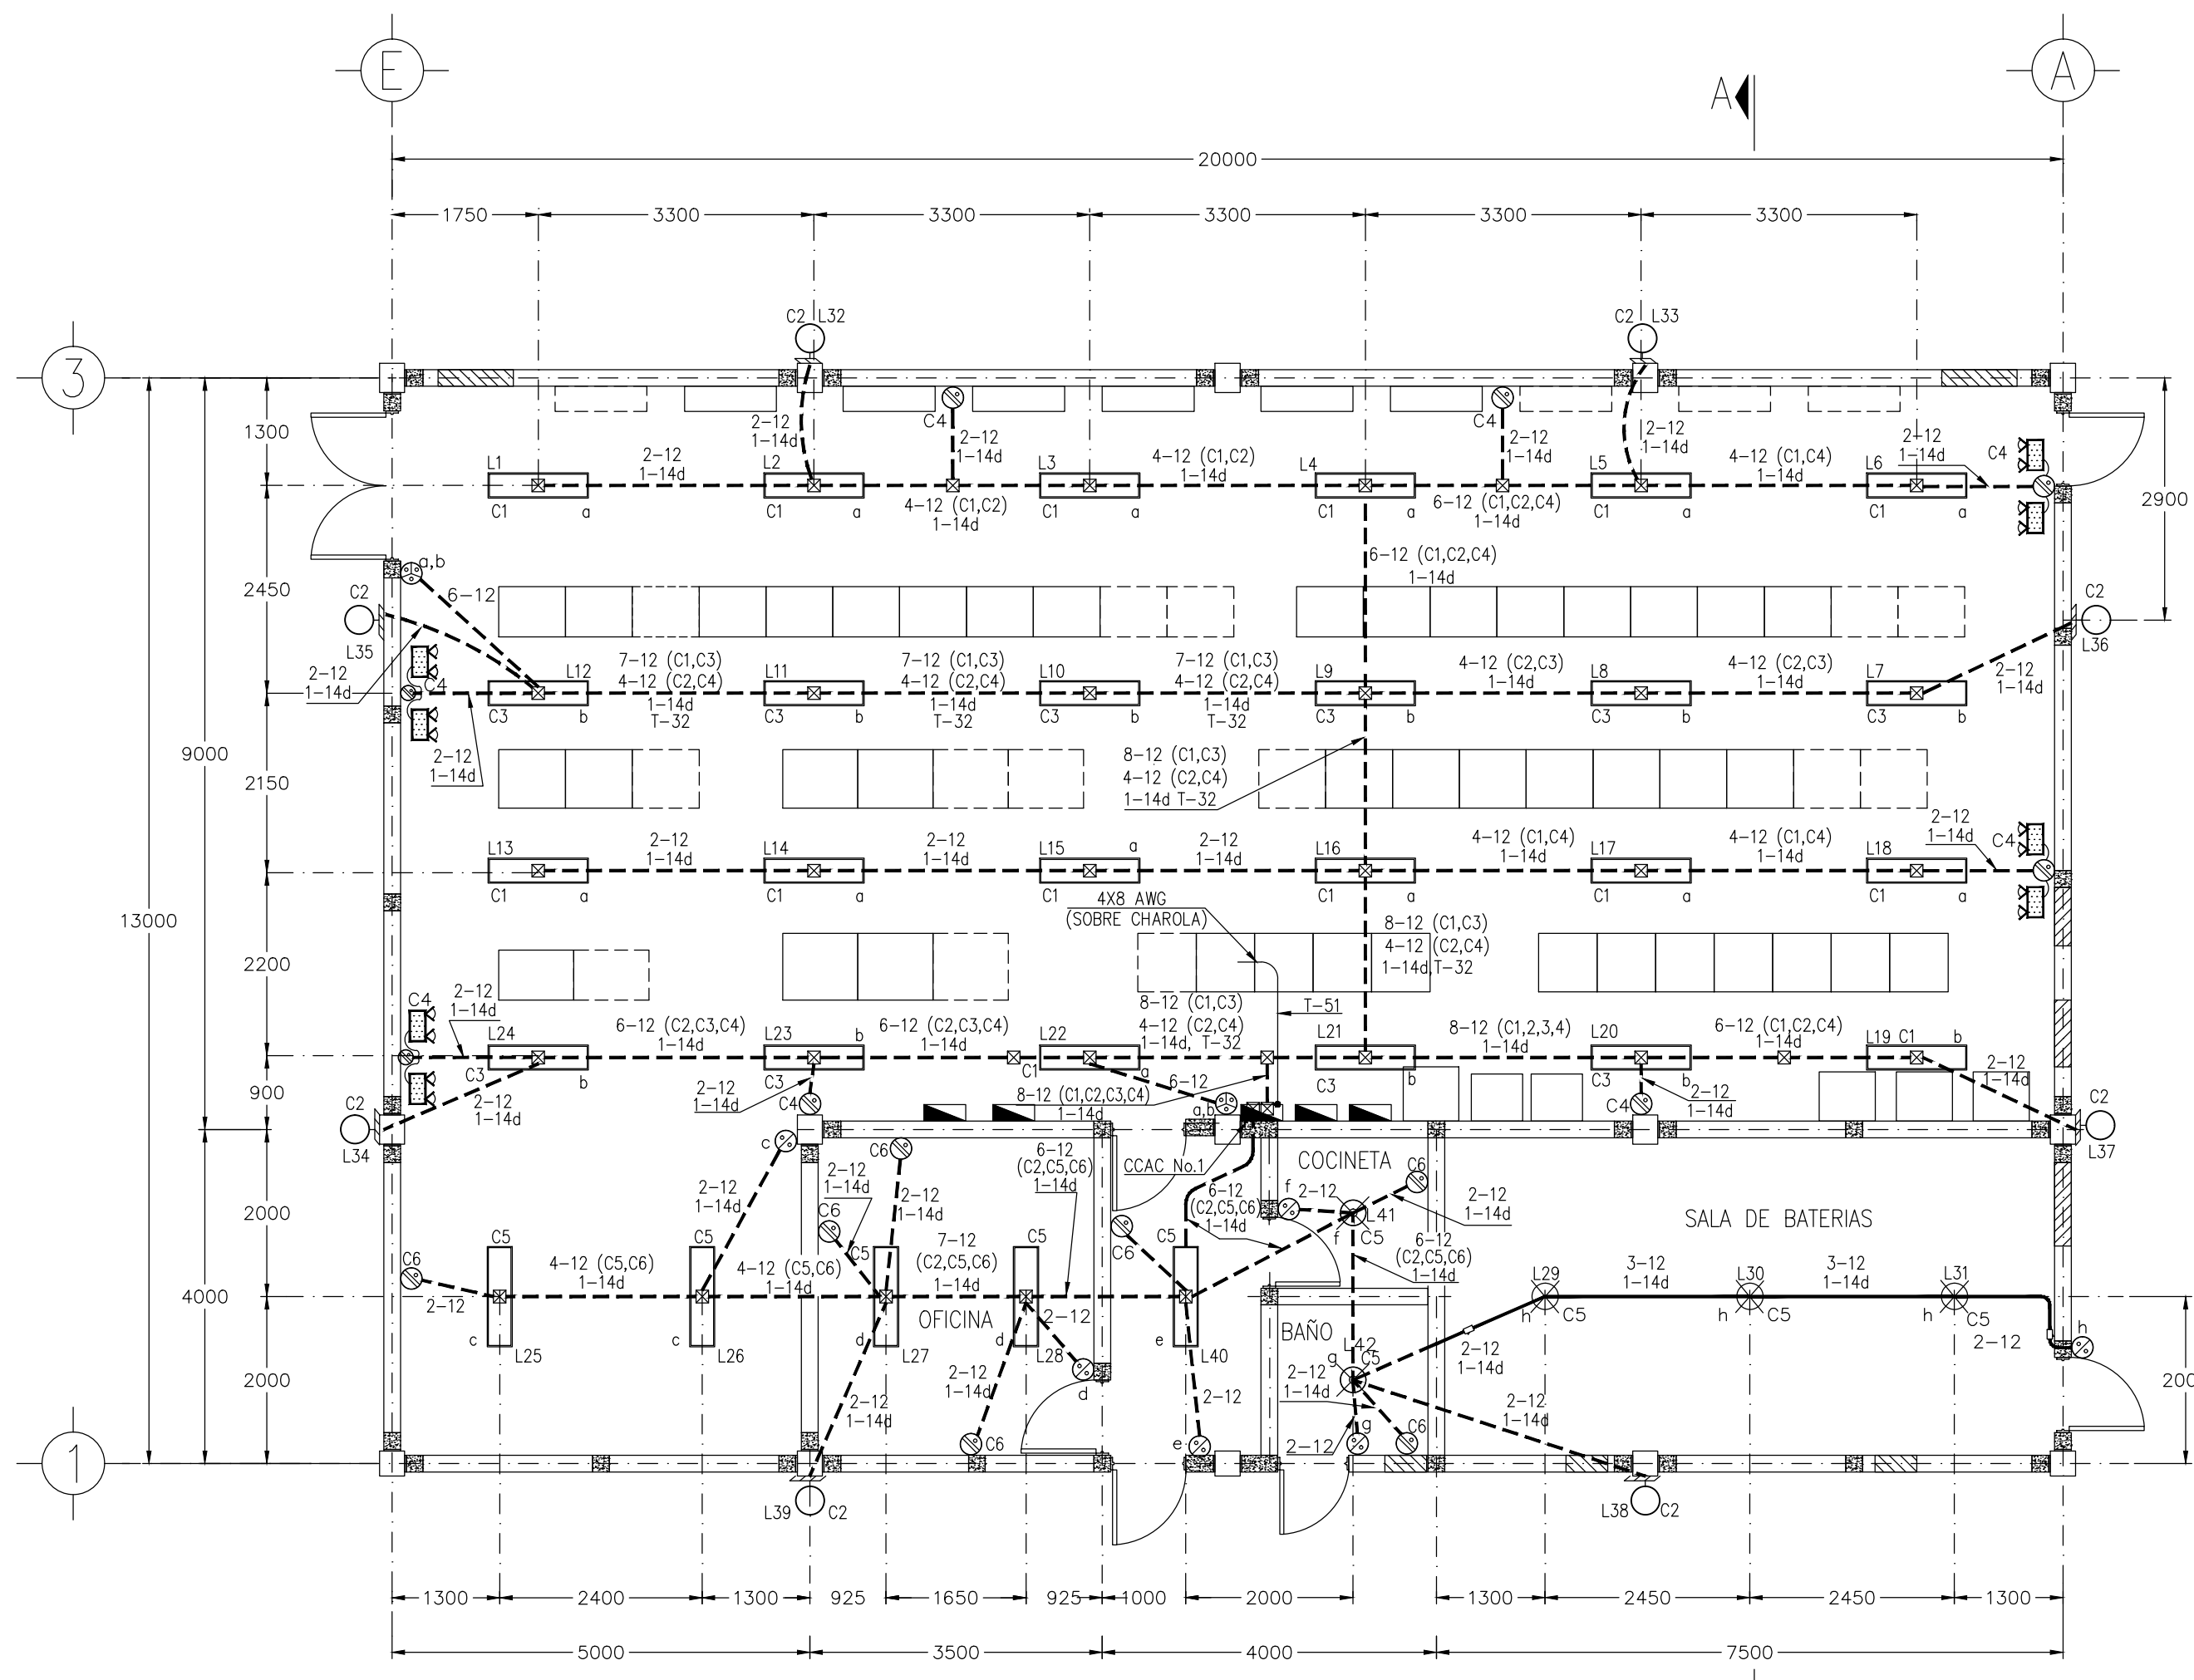 E
A
A
20000
1750
3300
3300
3300
3300
3300
C2 L32
C2 L33
3
1300
2-12
1-14d
C4
2-12
1-14d
C4
2-12
1-14d
2-12
1-14d
2-12
1-14d
C4
L1
2-12
1-14d
L2
L3
4-12 (C1,C2)
1-14d
L4
L5
4-12 (C1,C4)
1-14d
L6
2900
C1
a
C1
a
4-12 (C1,C2)
1-14d
C1
a
C1
a
6-12 (C1,C2,C4)
1-14d
C1
a
C1
a
a,b
6-12 (C1,C2,C4)
1-14d
2450
6-12
C2
L35
C2
L36
2-12
1-14d
C4
L12
7-12 (C1,C3)
4-12 (C2,C4)
1-14d
T-32
L11
7-12 (C1,C3)
4-12 (C2,C4)
1-14d
T-32
L10
7-12 (C1,C3)
4-12 (C2,C4)
1-14d
T-32
L9
4-12 (C2,C3)
1-14d
L8
4-12 (C2,C3)
1-14d
L7
2-12
1-14d
C3
b
C3
b
C3
b
C3
b
C3
b
C3
b
9000
2150
2-12
1-14d
8-12 (C1,C3)
4-12 (C2,C4)
1-14d T-32
2-12
1-14d
C4
L13
2-12
1-14d
L14
2-12
1-14d
L15
a
2-12
1-14d
L16
4-12 (C1,C4)
1-14d
L17
4-12 (C1,C4)
1-14d
L18
C1
a
C1
a
C1
C1
a
C1
a
C1
a
13000
4X8 AWG
(SOBRE CHAROLA)
8-12 (C1,C3)
4-12 (C2,C4)
1-14d,T-32
2200
C4
2-12
1-14d
8-12 (C1,C3)
4-12 (C2,C4)
1-14d, T-32
T-51
L24
6-12 (C2,C3,C4)
1-14d
L23
b
6-12 (C2,C3,C4)
1-14d
L22
L21
8-12 (C1,2,3,4)
1-14d
L20
6-12 (C1,C2,C4)
1-14d
L19 C1
b
C3
b
C3
C1
a
C3
b
C3
b
900
2-12
1-14d
2-12
1-14d
C4
8-12 (C1,C2,C3,C4)
1-14d
6-12
a,b
2-12
1-14d
C4
2-12
1-14d
C2
L34
C2
L37
c
C6
6-12
(C2,C5,C6)
1-14d
CCAC No.1
COCINETA
C6
2000
2-12
1-14d
2-12
1-14d
2-12
1-14d
C6
C6
6-12
(C2,C5,C6)
1-14d
f
2-12
L41
f
C5
2-12
1-14d
SALA DE BATERIAS
C6
C5
4-12 (C5,C6)
1-14d
C5
4-12 (C5,C6)
1-14d
C5
7-12
(C2,C5,C6)
1-14d
C5
C5
6-12
(C2,C5,C6)
1-14d
L29
3-12
1-14d
L30
3-12
1-14d
L31
4000
2-12
OFICINA
2-12
BAÑO
h
C5
h
C5
h
C5
h
2-12
c
L25
c
L26
d
L27
d
L28
e
L40
L42
g
C5
2-12
1-14d
2000
2-12
1-14d
2-12
1-14d
d
2-12
2-12
1-14d
2-12
1-14d
200
C6
e
2-12
g
C6
1
L39
C2
L38
C2
1300
2400
1300
925
1650
925
1000
2000
1300
2450
2450
1300
5000
3500
4000
7500